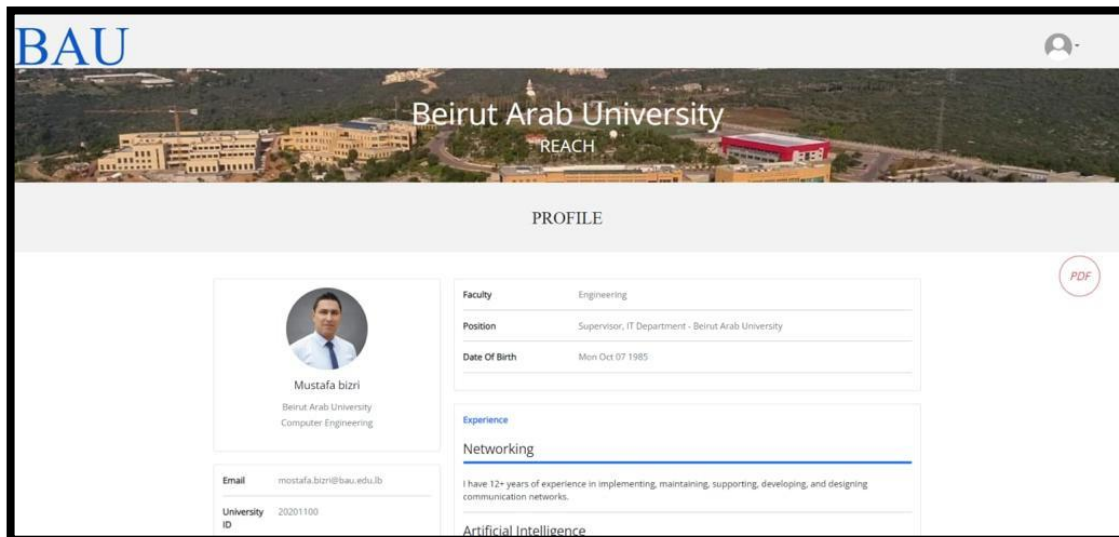 BAU
Beirut Arab University
REACH
PROFILE
PDF
Mustafa bizri
Beirut Arab University
Computer Engineering
Email mostafa.bizri@bau.edu.lb
University 20201100
ID
Faculty Engineering
Position Supervisor, IT Department - Beirut Arab University
Date Of Birth Mon Oct 07 1985
Experience
Networking
I have 12+ years of experience in implementing, maintaining, supporting, developing, and designing
communication networks.
Artificial Intelligence